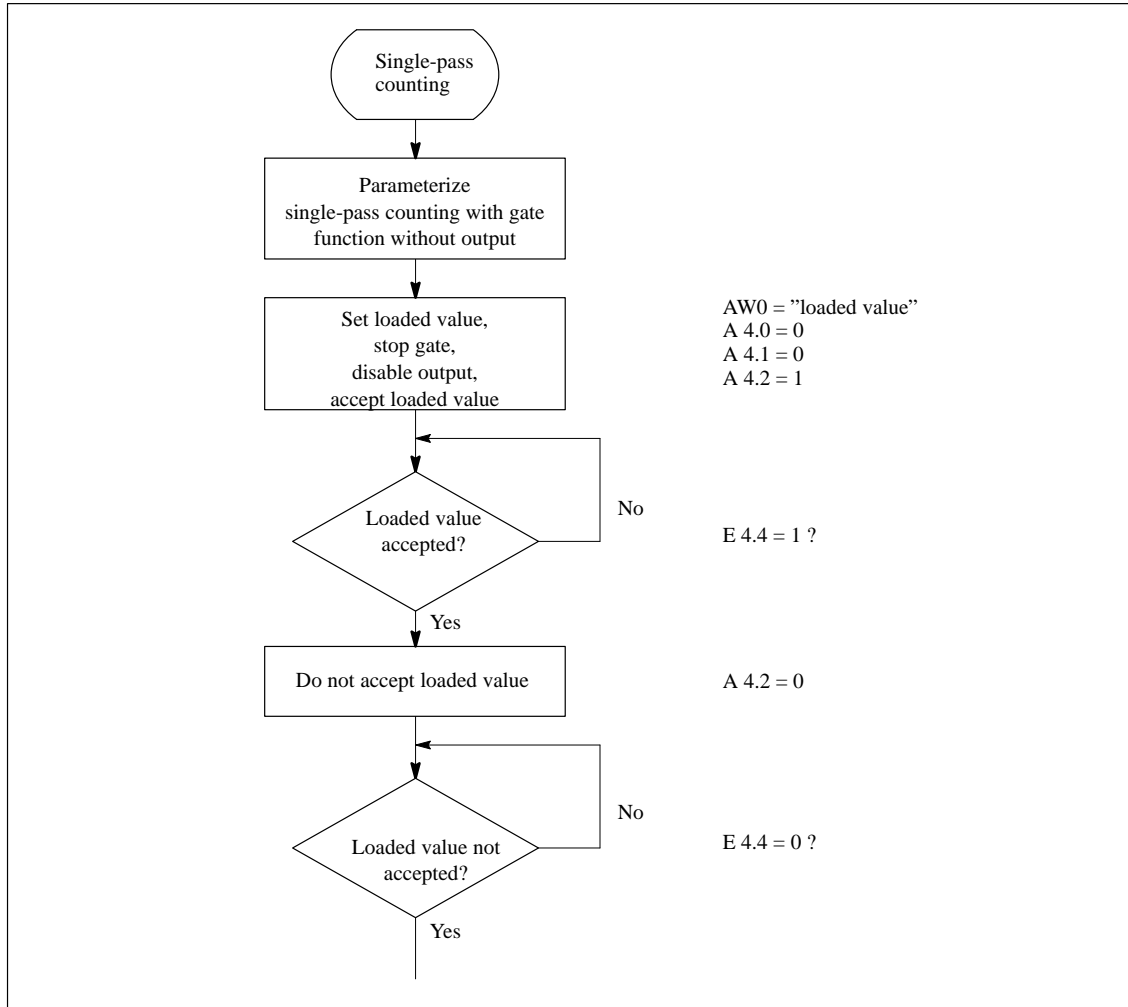 Single-pass
counting
Parameterize
single-pass counting with gate
function without output
Set loaded value,
stop gate,
disable output,
accept loaded value
AW0 = ”loaded value”
A 4.0 = 0
A 4.1 = 0
A 4.2 = 1
Loaded value
accepted?
No
E 4.4 = 1 ?
Yes
Do not accept loaded value
A 4.2 = 0
Loaded value not
accepted?
No
E 4.4 = 0 ?
Yes